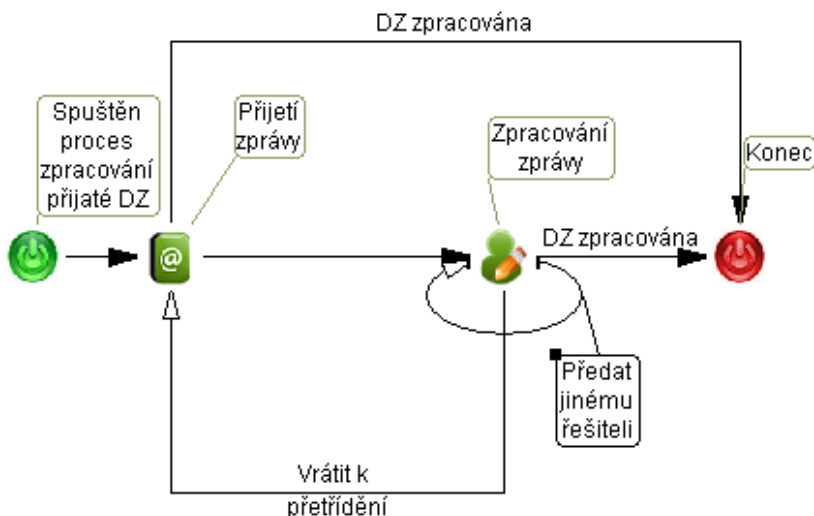 DZ zpracována
Spuštěn
proces
zpracování
přijaté DZ
Přijetí
zprávy
Zpracování
zprávy
Konec
@
DZ zpracována
Předat
jinému
řešiteli
Vrátit k
přetřídění